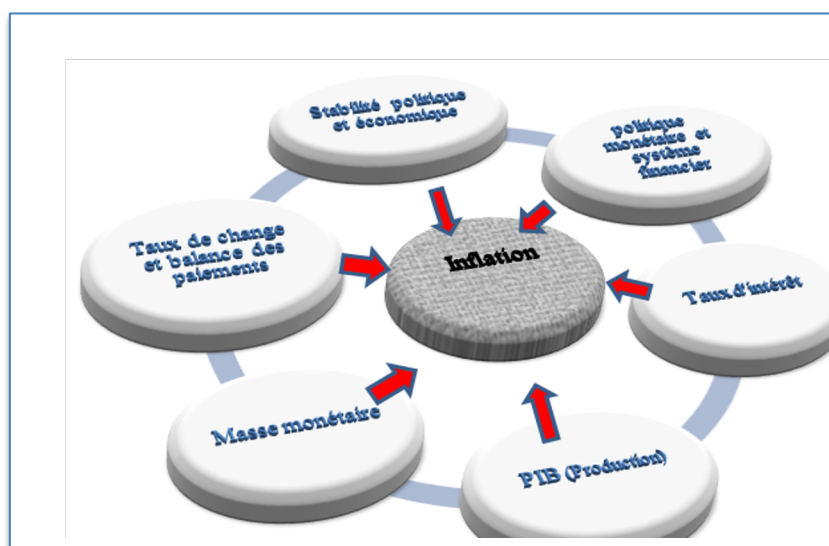 Stabilité politique
et économique
politique
monétaire et
système
financier
Taux de change
et balance des
paiements
Inflation
Taux d'intérêt
Masse monétaire
PIB (Production)